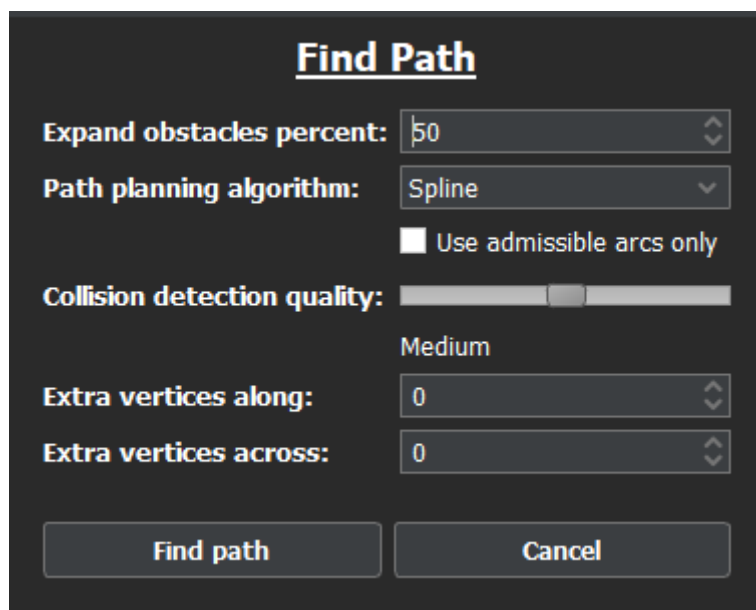 Find Path
Expand obstacles percent: 50
Path planning algorithm: Spline
Use admissible arcs only
Collision detection quality:
Medium
Extra vertices along: 0
Extra vertices across: 0
Find path Cancel